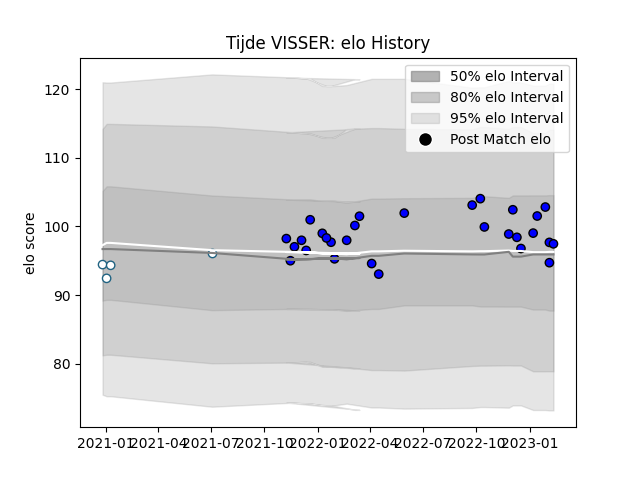 Tijde VISSER: elo History
50% elo Interval
80% elo Interval
95% elo Interval
Post Match elo
elo score
120
110
100
90
80
2021-01 2021-04 2021-07 2021-10 2022-01 2022-04 2022-07 2022-10 2023-01